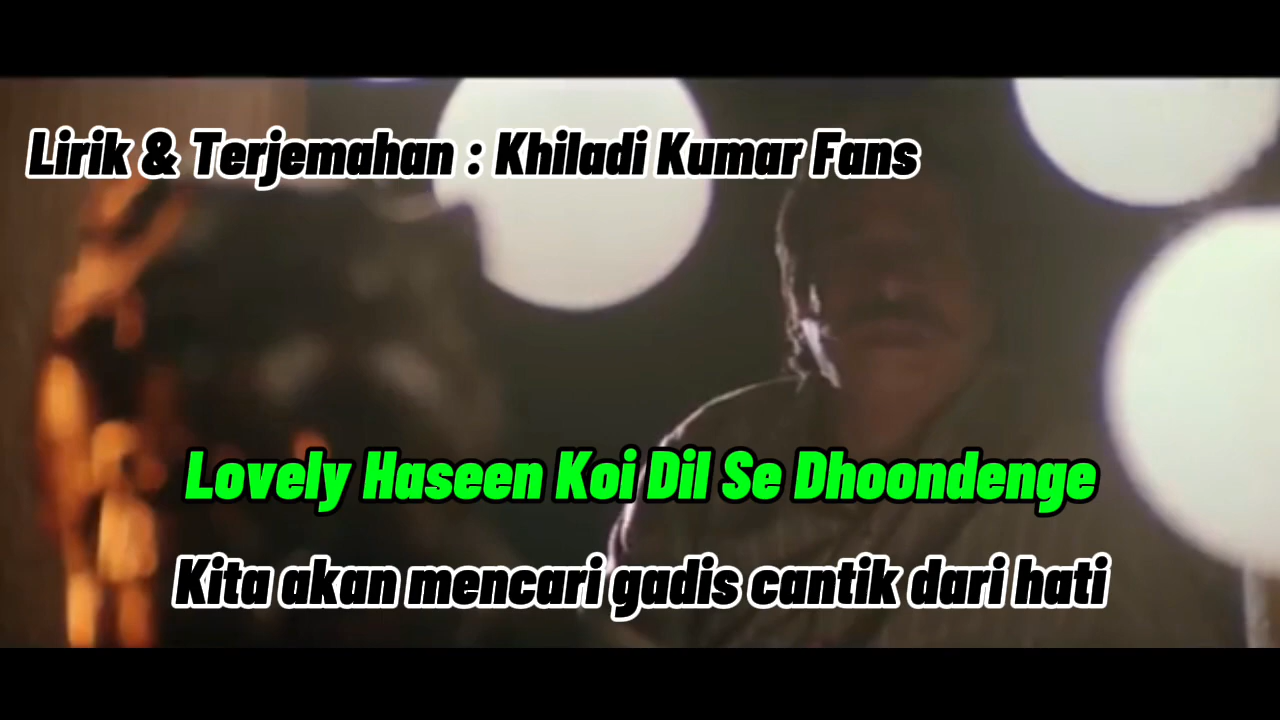 Lirik & Terjemahan : Khiladi Kumar Fans
Lovely Haseen Koi Dil Se Dhoondenge
Kita akan mencari gadis cantik dari hati